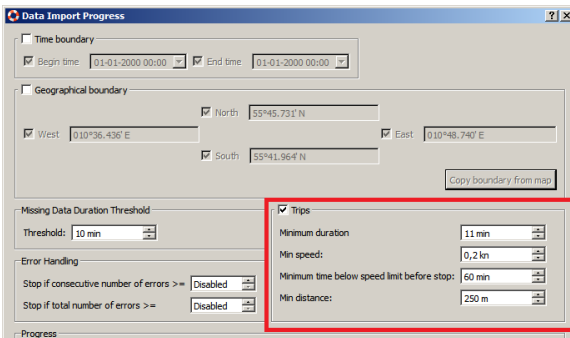 Data Import Progress
Time boundary
Begin time 01-01-2000 00:00 End time 01-01-2000 00:00
Geographical boundary
North 55°45.731' N
West 010°36.436' E East 010°48.740' E
South 55°41.964' N
Copy boundary from map
Missing Data Duration Threshold
Threshold: 10 min
Error Handling
Stop if consecutive number of errors >= Disabled
Stop if total number of errors >= Disabled
Trips
Minimum duration 11 min
Min speed: 0,2 kn
Minimum time below speed limit before stop: 60 min
Min distance: 250 m
Progress